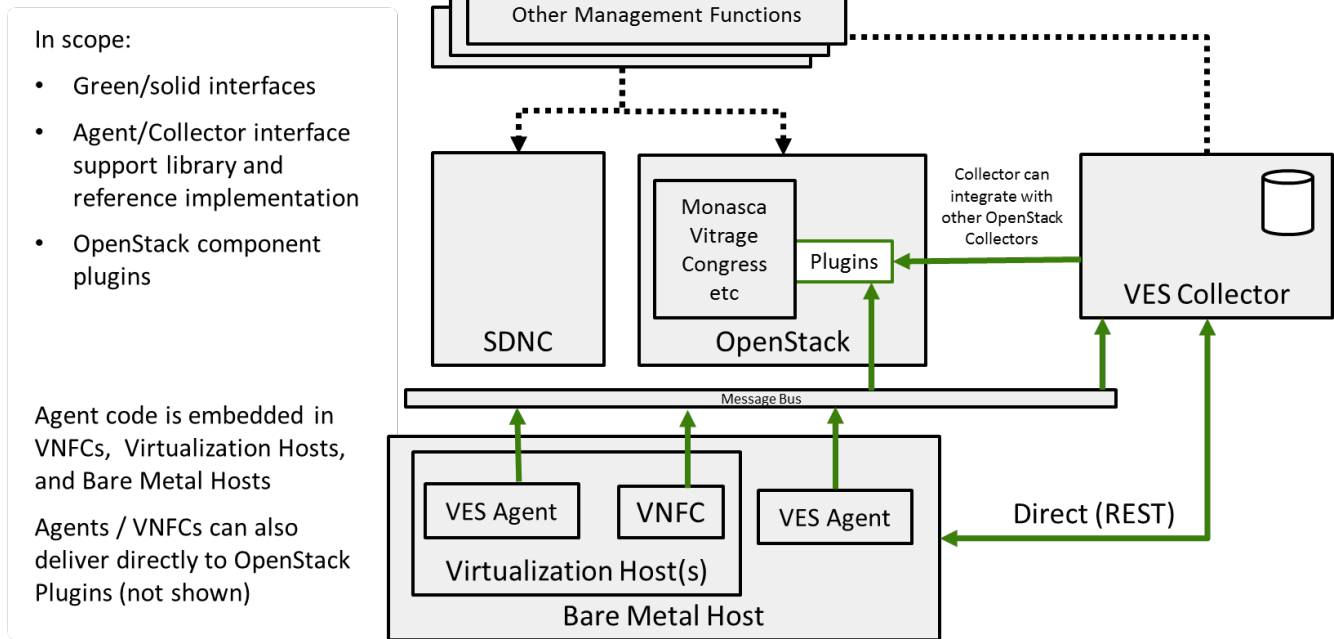 In scope:
• Green/solid interfaces
• Agent/Collector interface
support library and
reference implementation
• OpenStack component
plugins
Agent code is embedded in
VNFCs, Virtualization Hosts,
and Bare Metal Hosts
Agents / VNFCs can also
deliver directly to OpenStack
Plugins (not shown)
Other Management Functions
SDNC
Monasca
Vitrage
Congress
etc
Plugins
OpenStack
Collector can
integrate with
other OpenStack
Collectors
VES Collector
Message Bus
VES Agent
VNFC
VES Agent
Virtualization Host(s)
Bare Metal Host
Direct (REST)